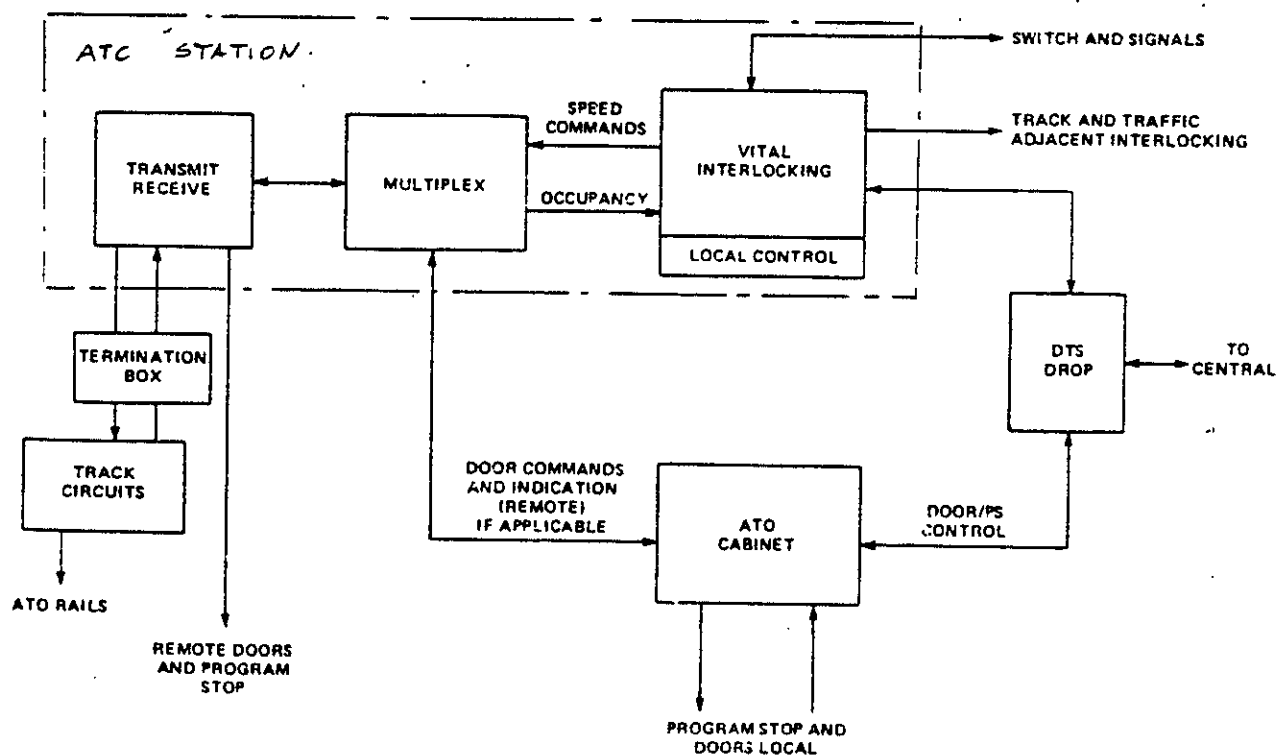 ATC STATION.
SWITCH AND SIGNALS
SPEED
COMMANDS
TRACK AND TRAFFIC
ADJACENT INTERLOCKING
TRANSMIT
RECEIVE
MULTIPLEX
VITAL
INTERLOCKING
OCCUPANCY
LOCAL CONTROL
TERMINATION
BOX
DTS
DROP
TO
CENTRAL
TRACK
CIRCUITS
DOOR COMMANDS
AND INDICATION
(REMOTE)
IF APPLICABLE
ATO
CABINET
DOOR/PS
CONTROL
ATO RAILS
REMOTE DOORS
AND PROGRAM
STOP
PROGRAM STOP AND
DOORS LOCAL